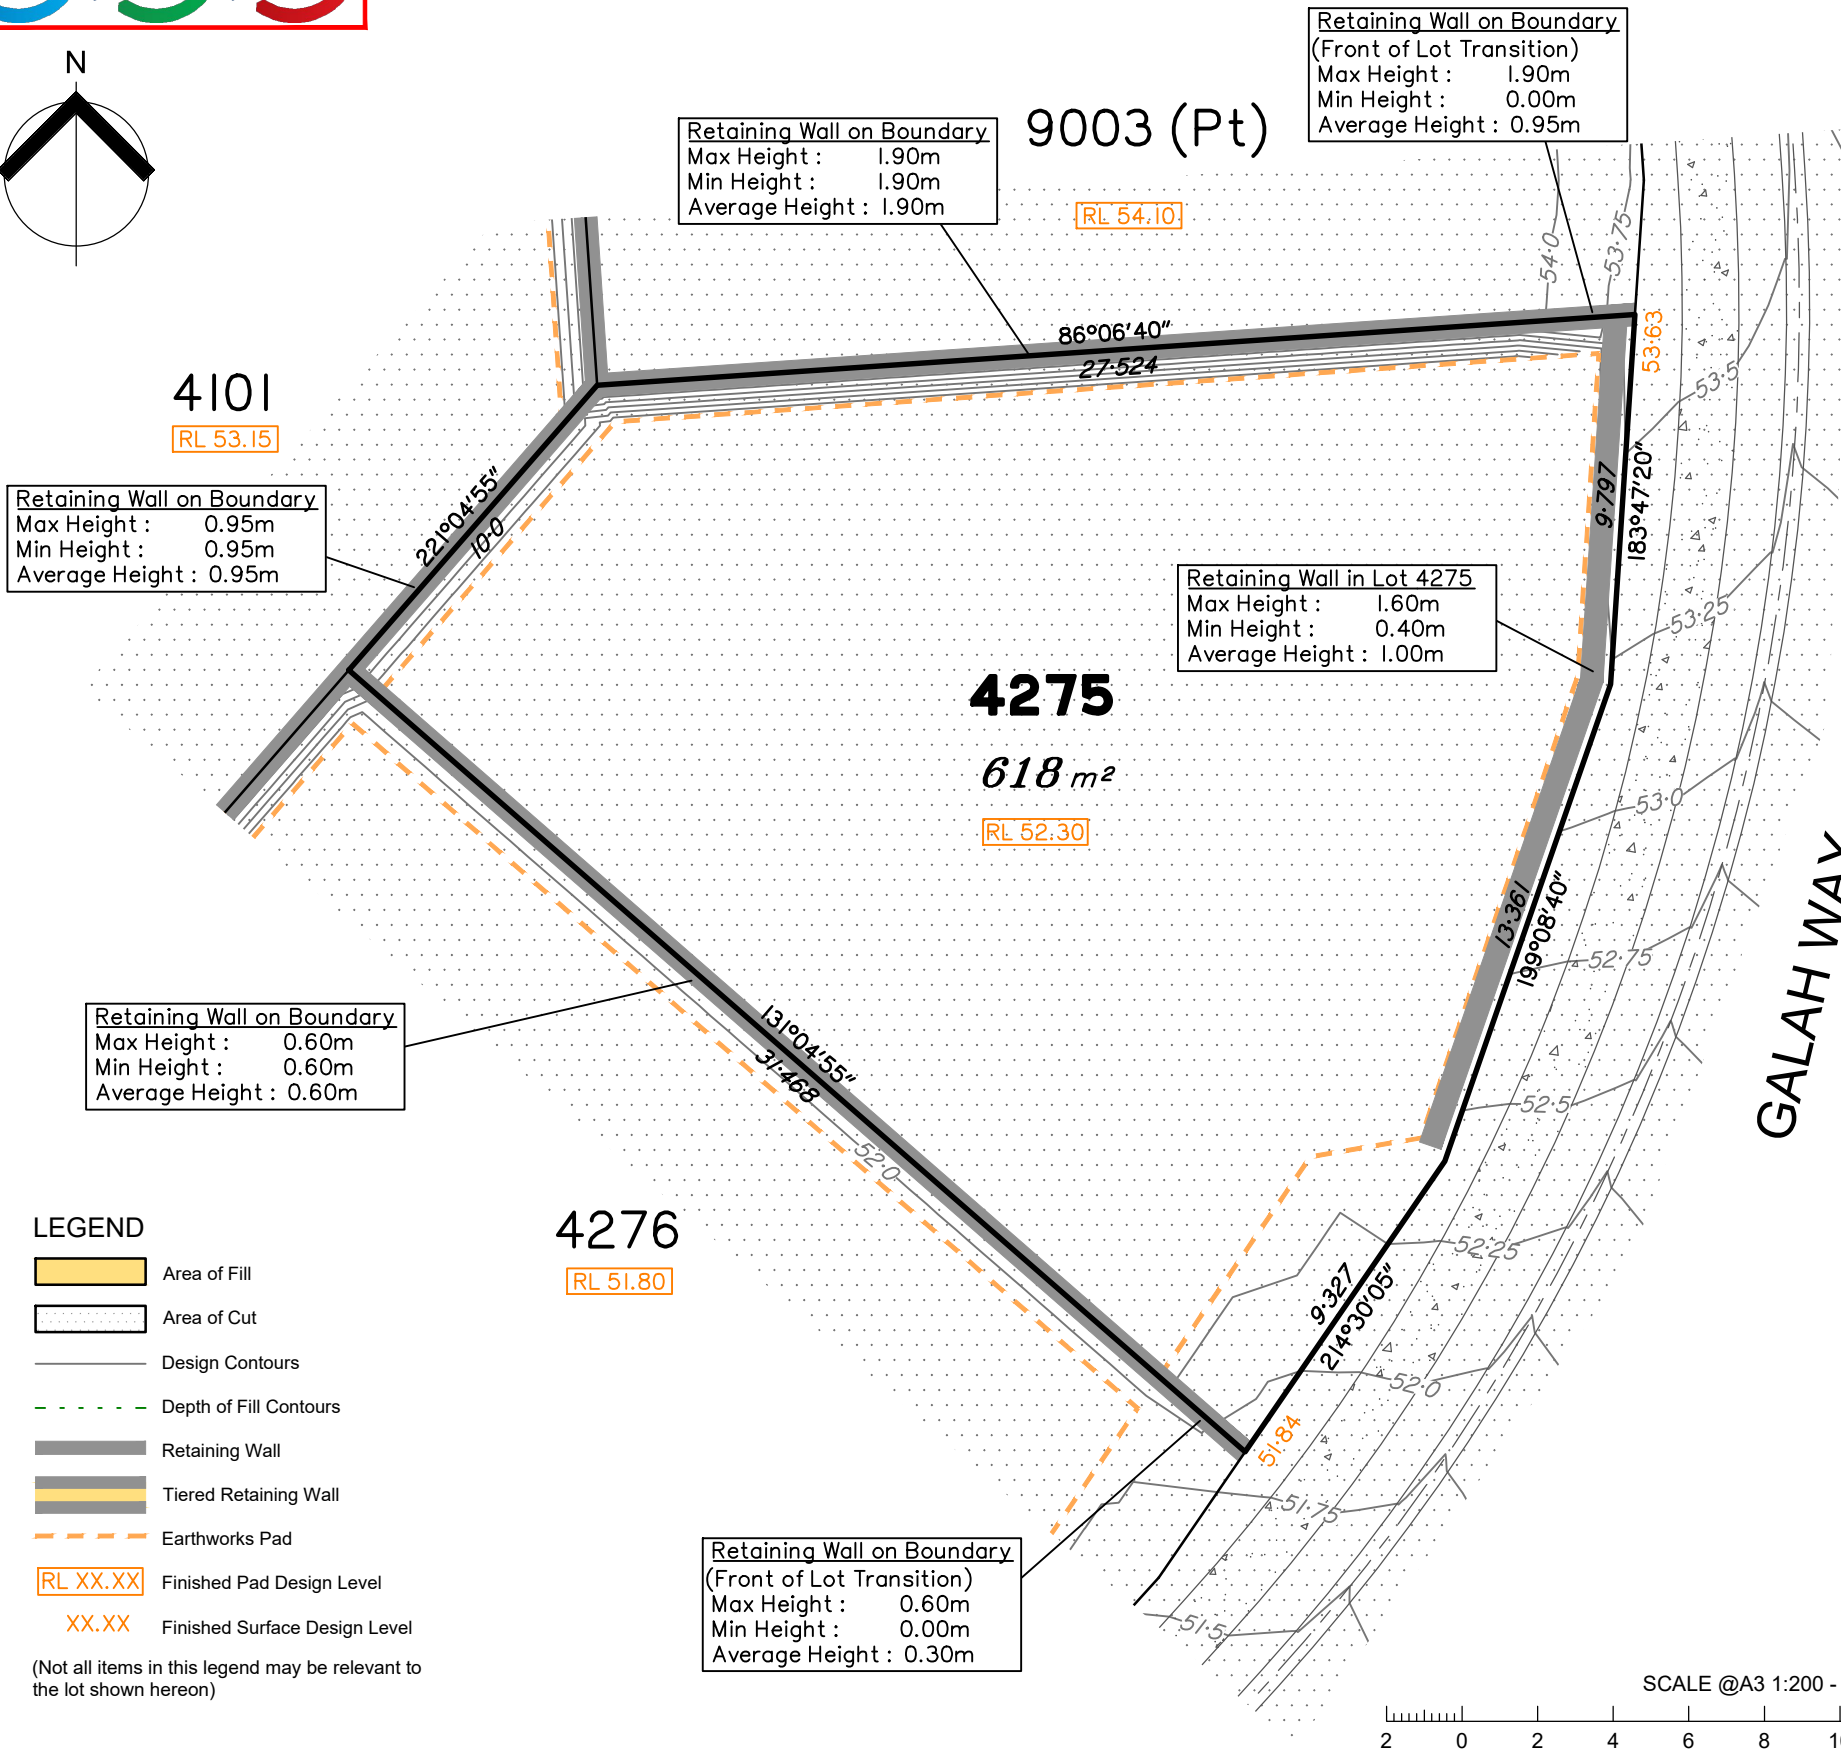 N
Retaining Wall on Boundary
(Front of Lot Transition)
Max Height : 1.90m
Min Height : 0.00m
Average Height : 0.95m
9003 (Pt)
Retaining Wall on Boundary
Max Height : 1.90m
Min Height : 1.90m
Average Height : 1.90m
RL 54.10
54·0
53·75
86°06'40"
27·524
53·63
53·5
4101
RL 53.15
Retaining Wall on Boundary
Max Height : 0.95m
Min Height : 0.95m
Average Height : 0.95m
221°04'55"
10·0
9·797
183°47'20"
Retaining Wall in Lot 4275
Max Height : 1.60m
Min Height : 0.40m
Average Height : 1.00m
53·25
4275
618 m²
RL 52.30
53·0
13·361
199°08'40"
52·75
GALAH WAY
Retaining Wall on Boundary
Max Height : 0.60m
Min Height : 0.60m
Average Height : 0.60m
131°04'55"
31·468
52·0
52·5
4276
RL 51.80
52·25
9·327
214°30'05"
52·0
51·84
51·75
51·5
Retaining Wall on Boundary
(Front of Lot Transition)
Max Height : 0.60m
Min Height : 0.00m
Average Height : 0.30m
LEGEND
Area of Fill
Area of Cut
Design Contours
Depth of Fill Contours
Retaining Wall
Tiered Retaining Wall
Earthworks Pad
RL XX.XX Finished Pad Design Level
XX.XX Finished Surface Design Level
(Not all items in this legend may be relevant to
the lot shown hereon)
SCALE @A3 1:200 -
2 0 2 4 6 8